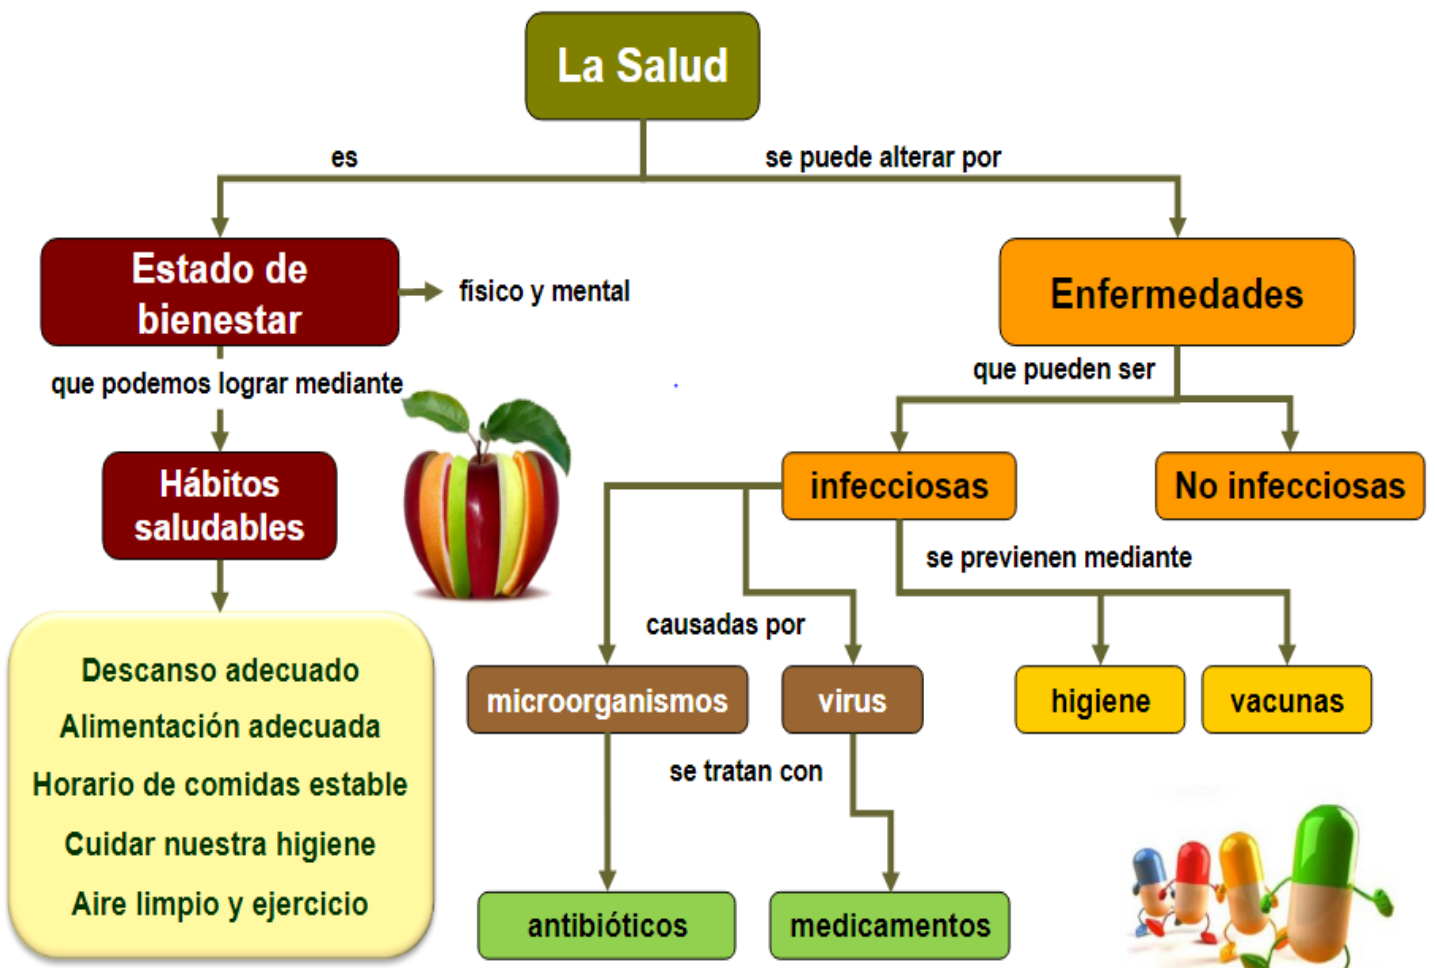 La Salud
es
se puede alterar por
Estado de
bienestar
físico y mental
Enfermedades
que podemos lograr mediante
que pueden ser
Hábitos
saludables
infecciosas
No infecciosas
se previenen mediante
causadas por
microorganismos
virus
higiene
vacunas
se tratan con
antibióticos
medicamentos
Descanso adecuado
Alimentación adecuada
Horario de comidas estable
Cuidar nuestra higiene
Aire limpio y ejercicio